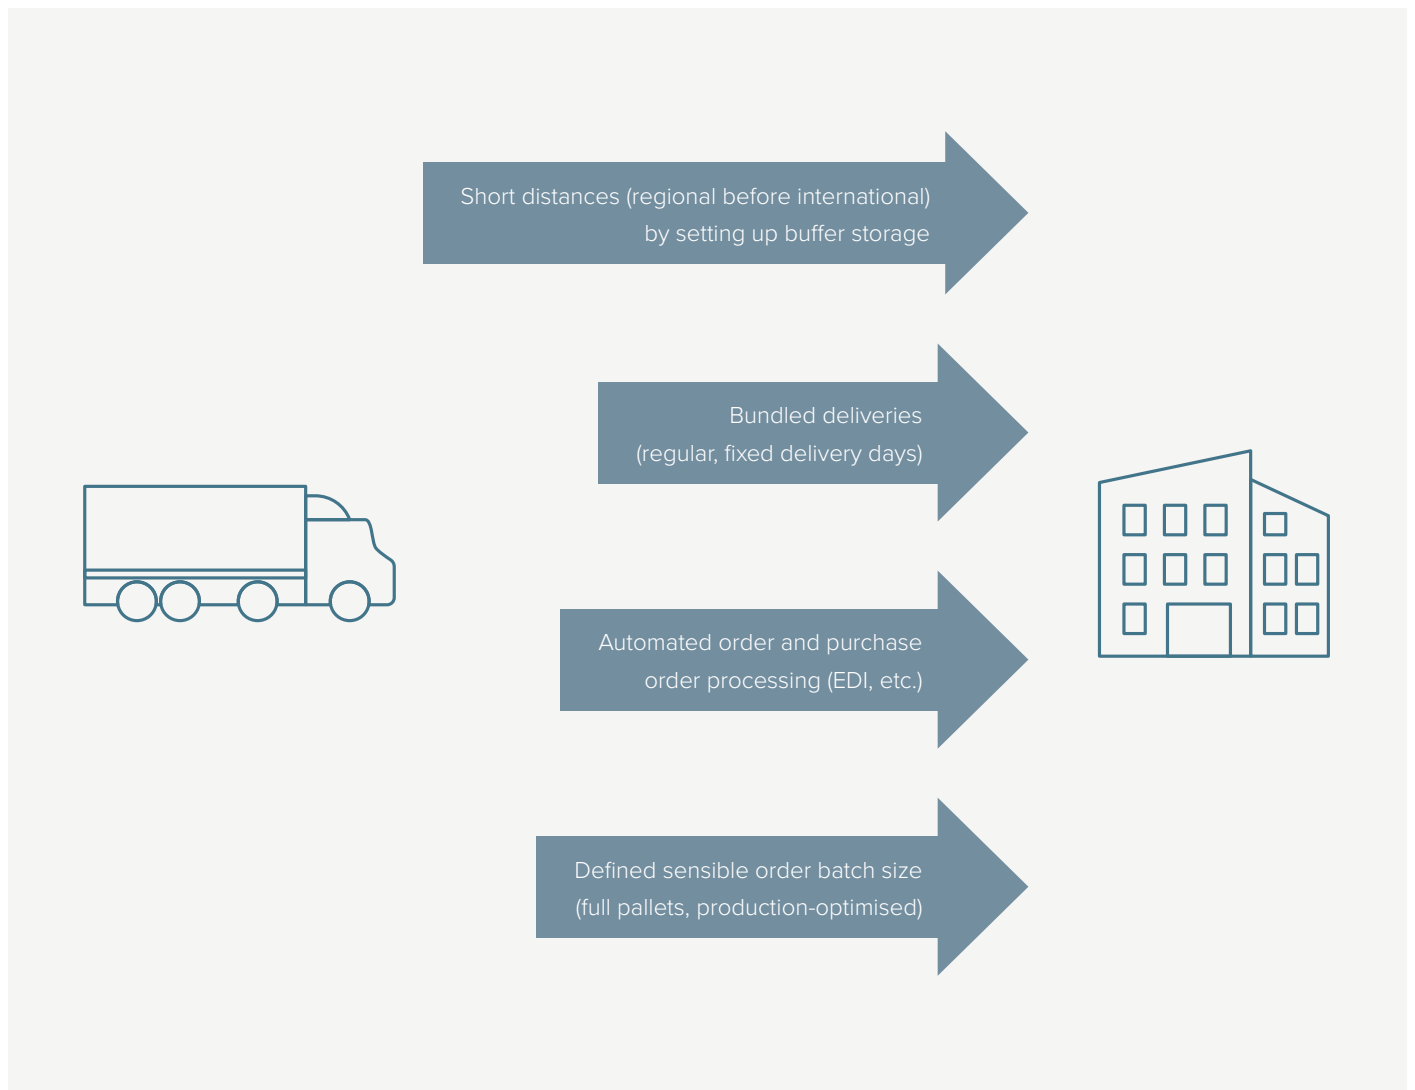 Short distances (regional before international)
by setting up buffer storage
Bundled deliveries
(regular, fixed delivery days)
Automated order and purchase
order processing (EDI, etc.)
Defined sensible order batch size
(full pallets, production-optimised)